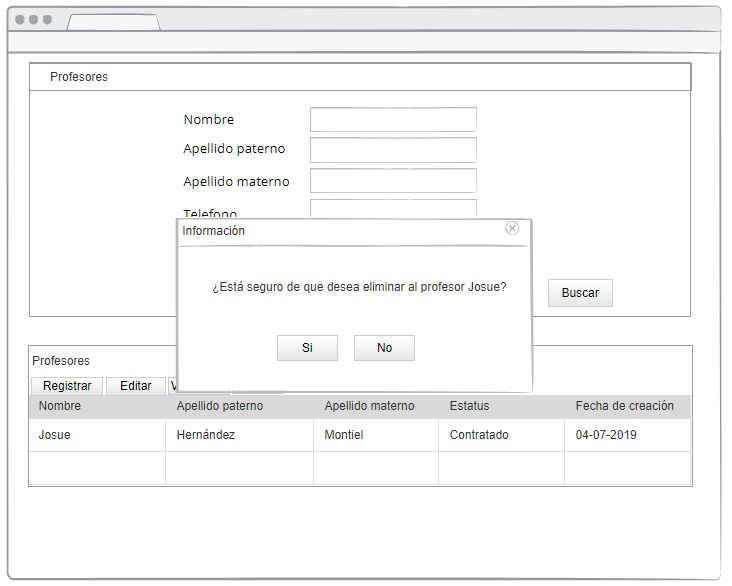 Profesores
Nombre
Apellido paterno
Apellido materno
Telefono
Información
¿Está seguro de que desea eliminar al profesor Josue?
Buscar
Si No
Profesores
Registrar Editar
Nombre Apellido paterno Apellido materno Estatus Fecha de creación
Josue Hernández Montiel Contratado 04-07-2019